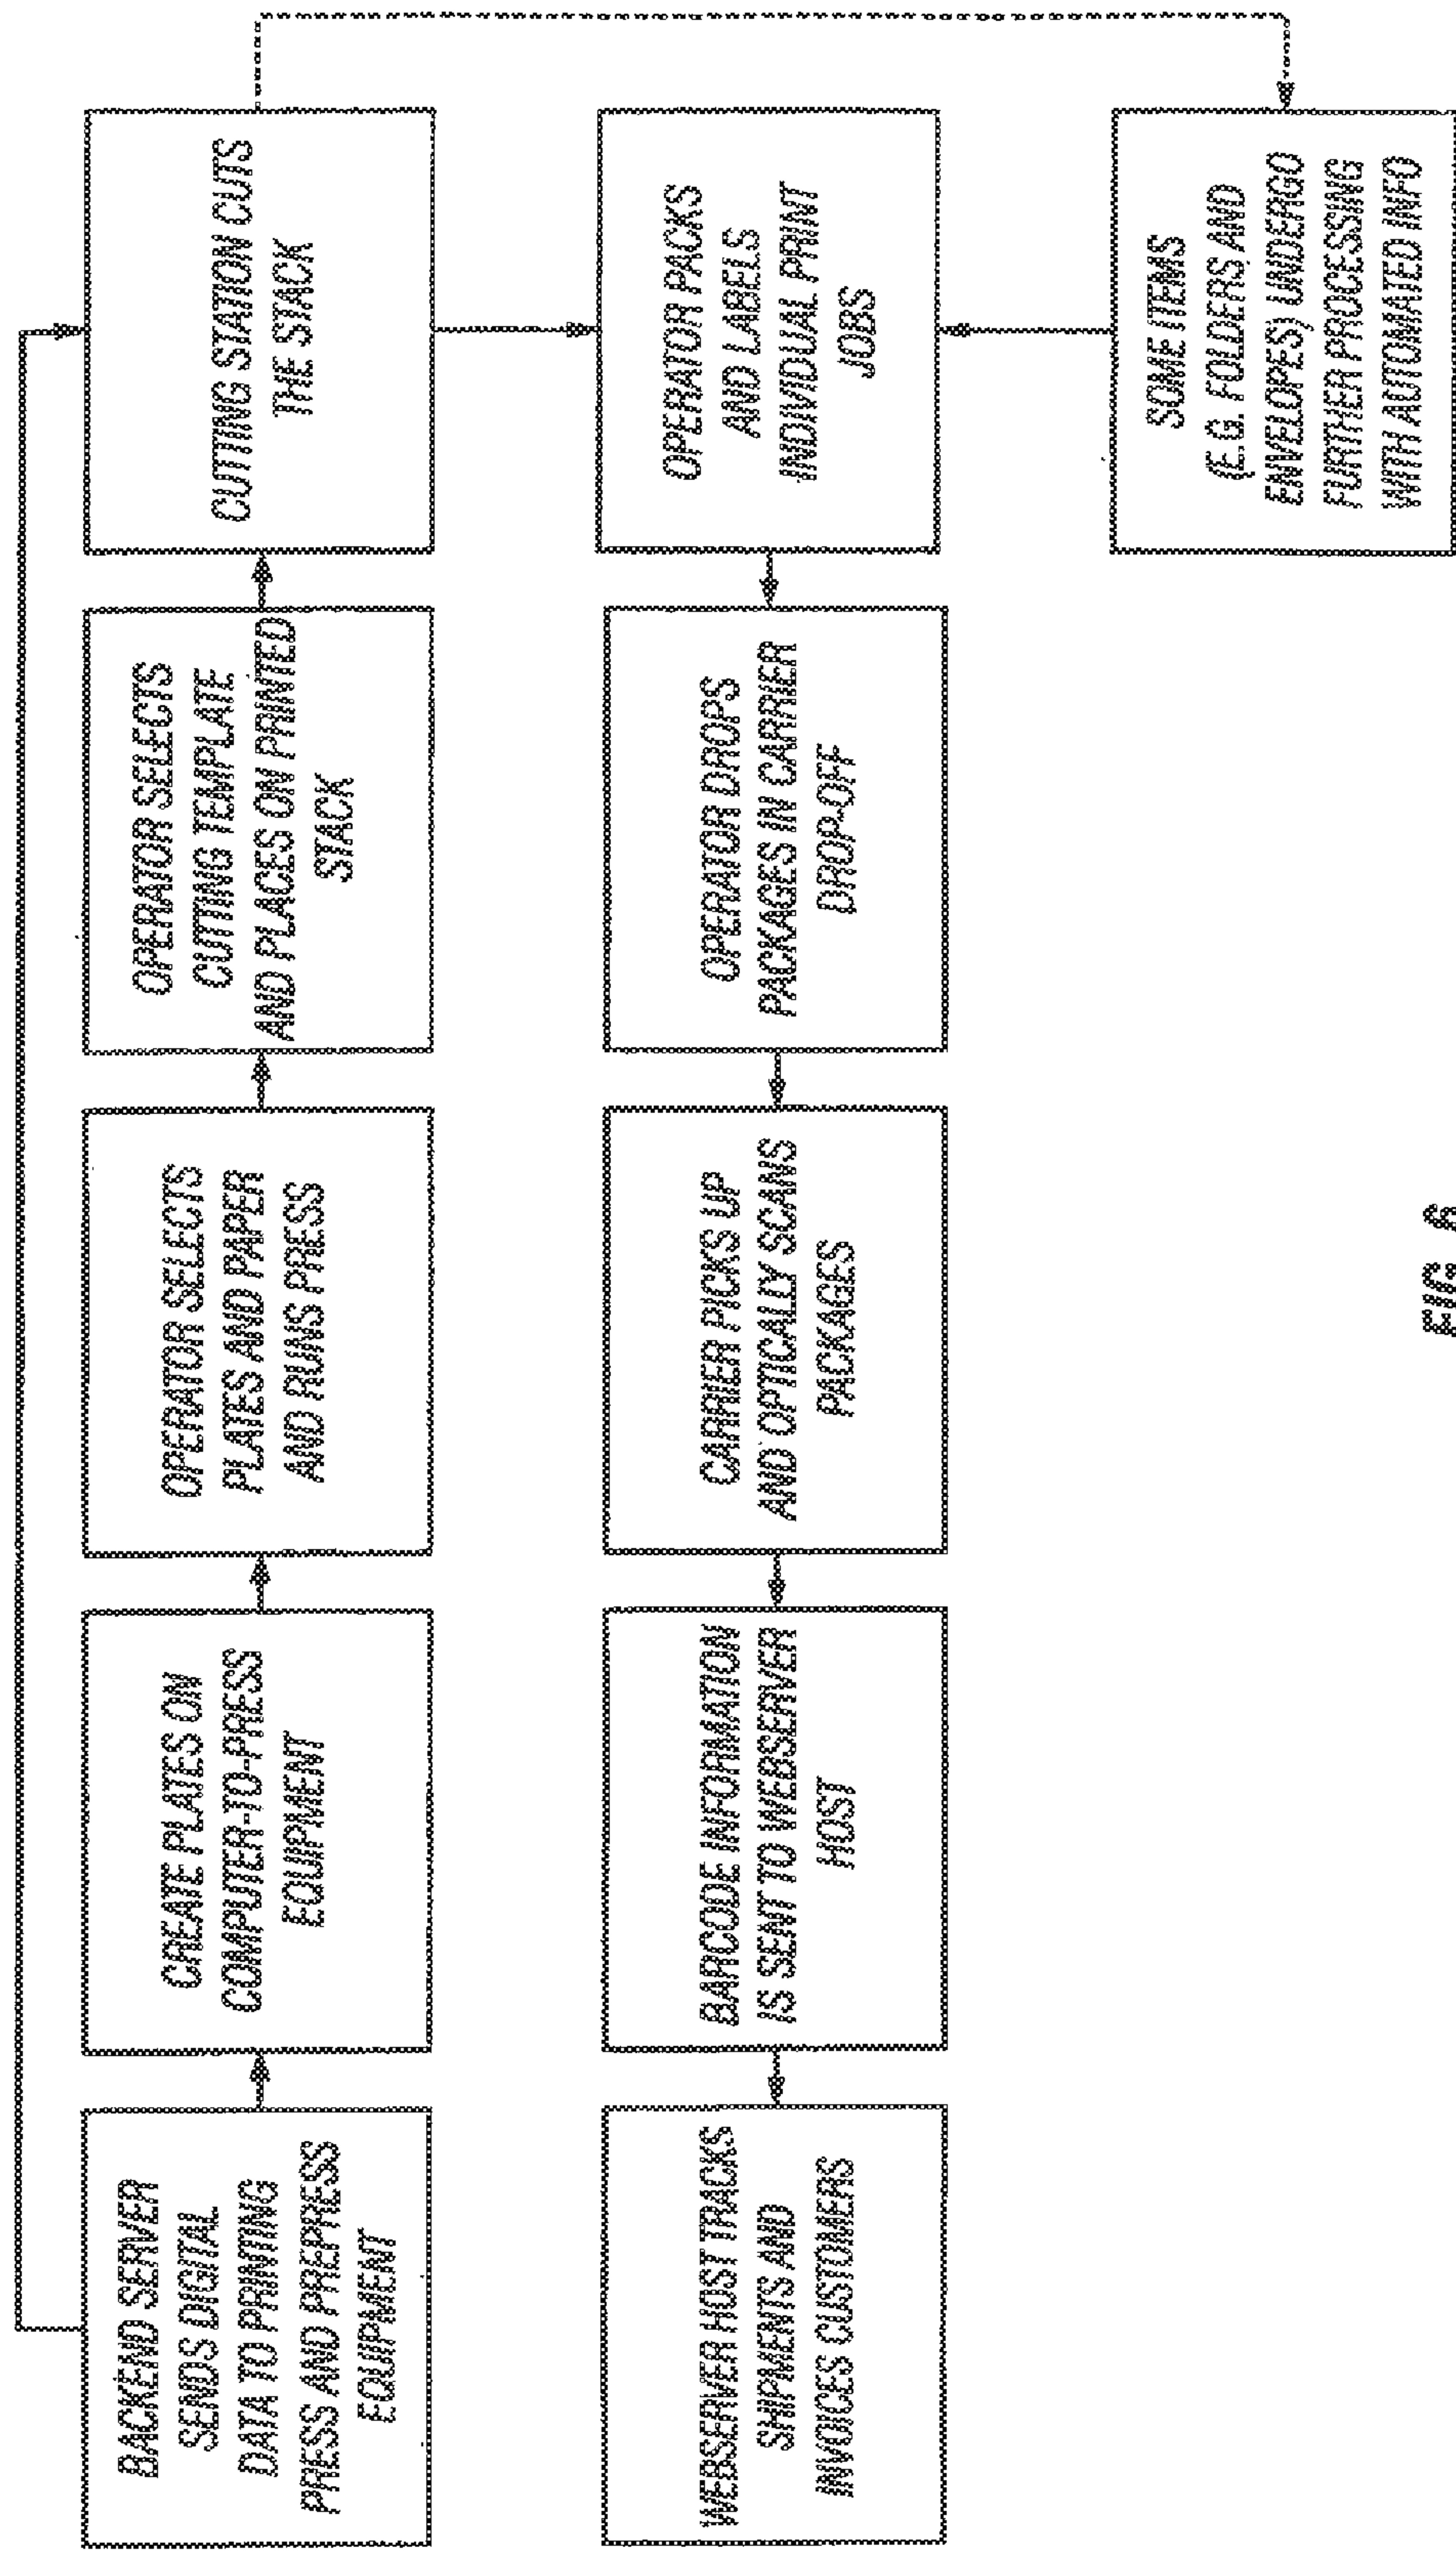 BACKEND SERVER
SENDS DIGITAL
DATA TO PRINTING
PRESS AND PREPRESS
EQUIPMENT
CREATE PLATES ON
COMPUTER-TO-PRESS
EQUIPMENT
OPERATOR SELECTS
PLATES AND PAPER
AND RUNS PRESS
OPERATOR SELECTS
CUTTING TEMPLATE
AND PLACES ON PRINTED
STACK
CUTTING STATION CUTS
THE STACK
OPERATOR PACKS
AND LABELS
INDIVIDUAL PRINT
JOBS
OPERATOR DROPS
PACKAGES IN CARRIER
DROP-OFF
CARRIER PICKS UP
AND OPTICALLY SCANS
PACKAGES
BARCODE INFORMATION
IS SENT TO WEBSERVER
HOST
WEBSERVER HOST TRACKS
SHIPMENTS AND
INVOICES CUSTOMERS
SOME ITEMS
(E.G. FOLDERS AND
ENVELOPES) UNDERGO
FURTHER PROCESSING
WITH AUTOMATED INFO
FIG. 6